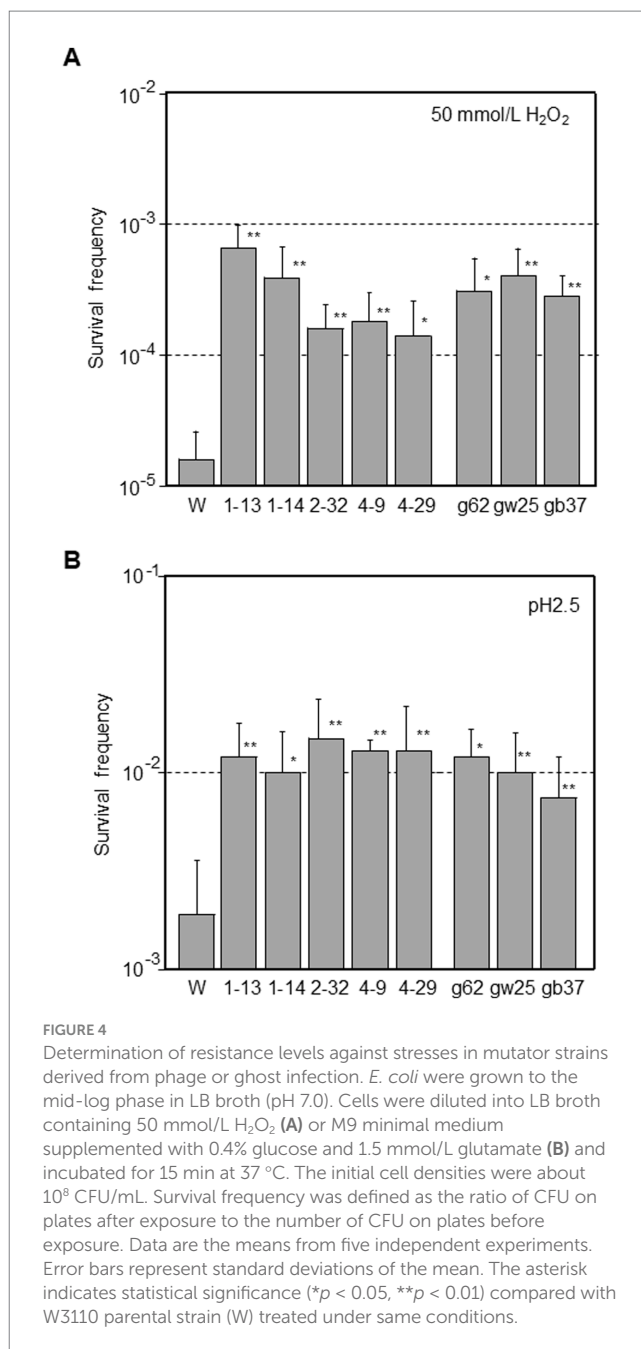 A
10-2
50 mmol/L H2O2
10-3
** ** ** ** * * ** **
Survival frequency
10-4
10-5
W 1-13 1-14 2-32 4-9 4-29 g62 gw25 gb37
B
10-1
pH2.5
** * ** ** ** * ** **
Survival frequency
10-2
10-3
W 1-13 1-14 2-32 4-9 4-29 g62 gw25 gb37
FIGURE 4
Determination of resistance levels against stresses in mutator strains
derived from phage or ghost infection. E. coli were grown to the
mid-log phase in LB broth (pH 7.0). Cells were diluted into LB broth
containing 50 mmol/L H2O2 (A) or M9 minimal medium
supplemented with 0.4% glucose and 1.5 mmol/L glutamate (B) and
incubated for 15 min at 37 °C. The initial cell densities were about
108 CFU/mL. Survival frequency was defined as the ratio of CFU on
plates after exposure to the number of CFU on plates before
exposure. Data are the means from five independent experiments.
Error bars represent standard deviations of the mean. The asterisk
indicates statistical significance (*p < 0.05, **p < 0.01) compared with
W3110 parental strain (W) treated under same conditions.